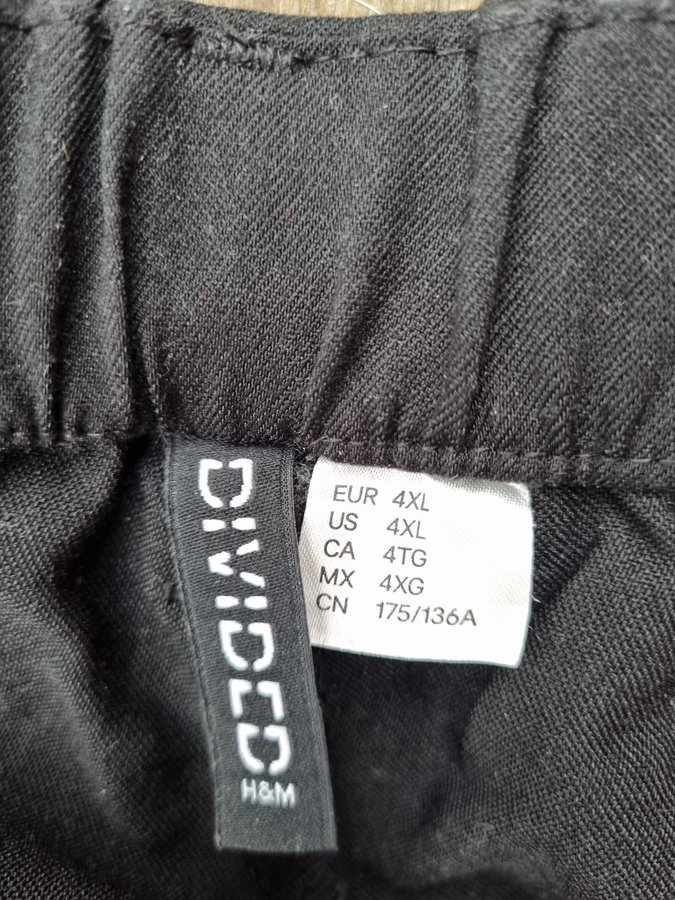 DIVIDED
H&M
EUR 4XL
US 4XL
CA 4TG
MX 4XG
CN 175/136A